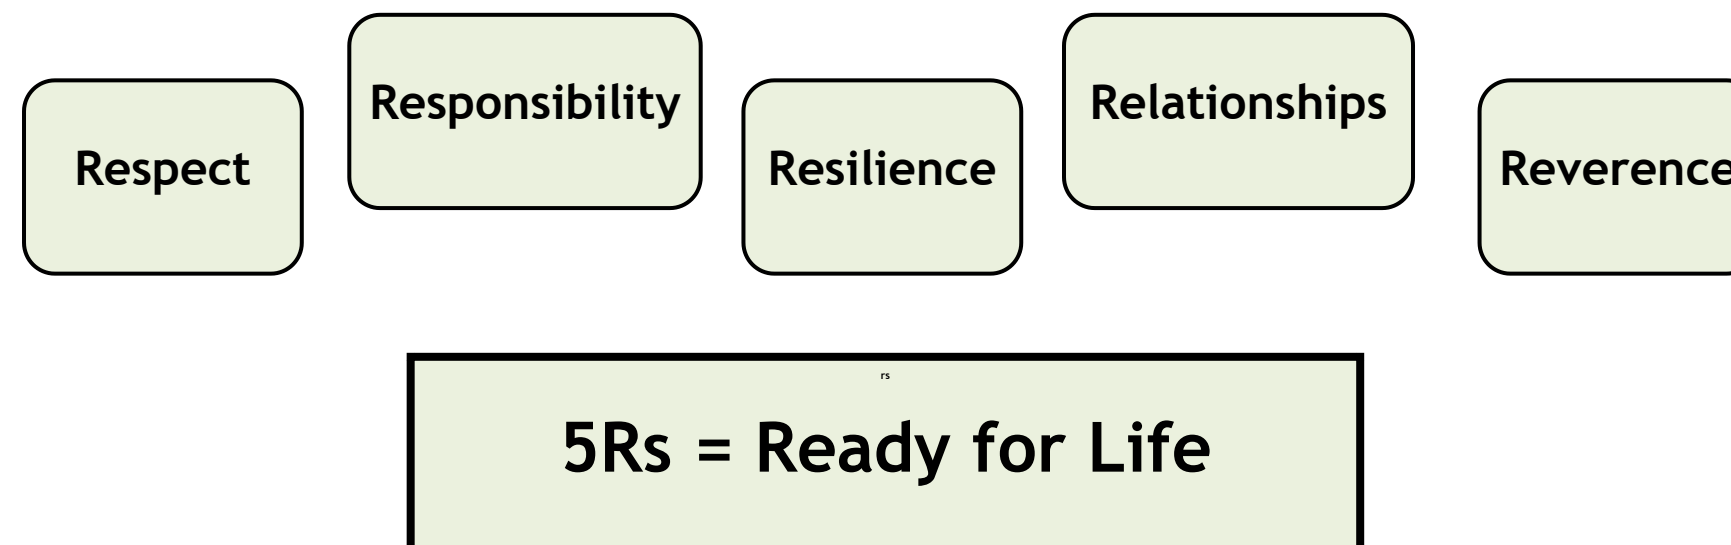 Respect
Responsibility
Resilience
Relationships
Reverence
rs
5Rs = Ready for Life